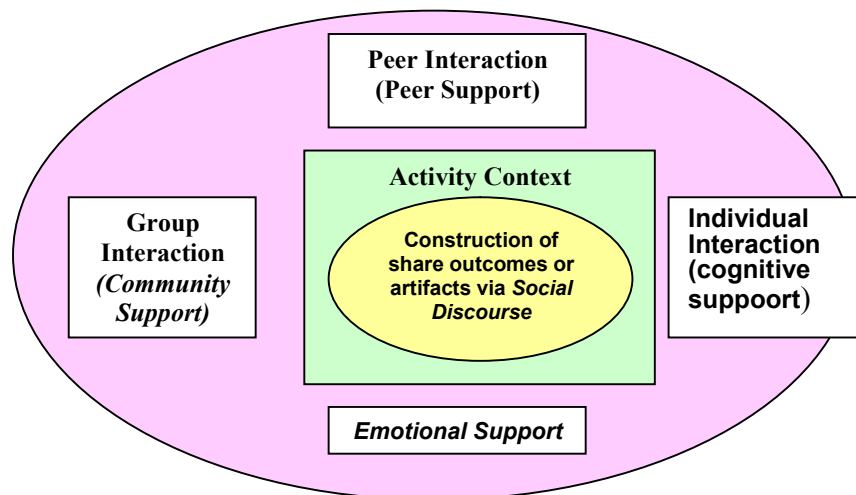 Peer Interaction
(Peer Support)
Activity Context
Group
Interaction
(Community
Support)
Construction of
share outcomes or
artifacts via Social
Discourse
Individual
Interaction
(cognitive
suppoort)
Emotional Support